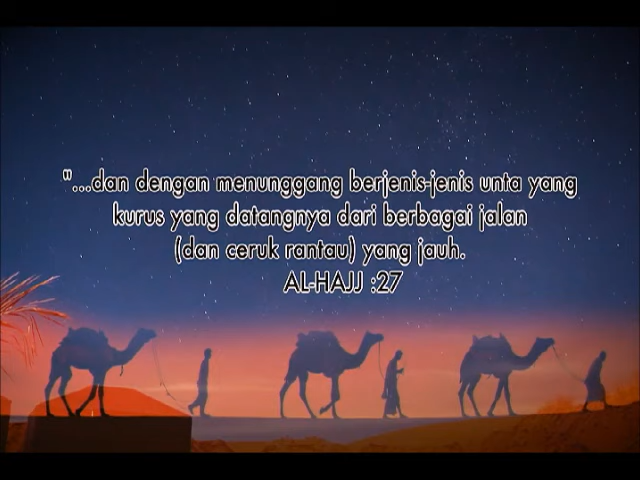 "...dan dengan menunggang berjenis-jenis unta yang
kurus yang datangnya dari berbagai jalan
(dan ceruk rantau) yang jauh.
AL-HAJJ :27